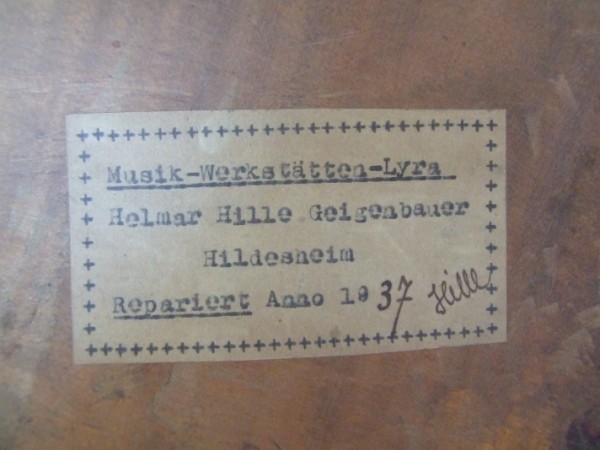 Musik-Werkstätten-Lyra
Helmar Hille Geigenbauer
Hildesheim
Repariert Anno 1937 Hille